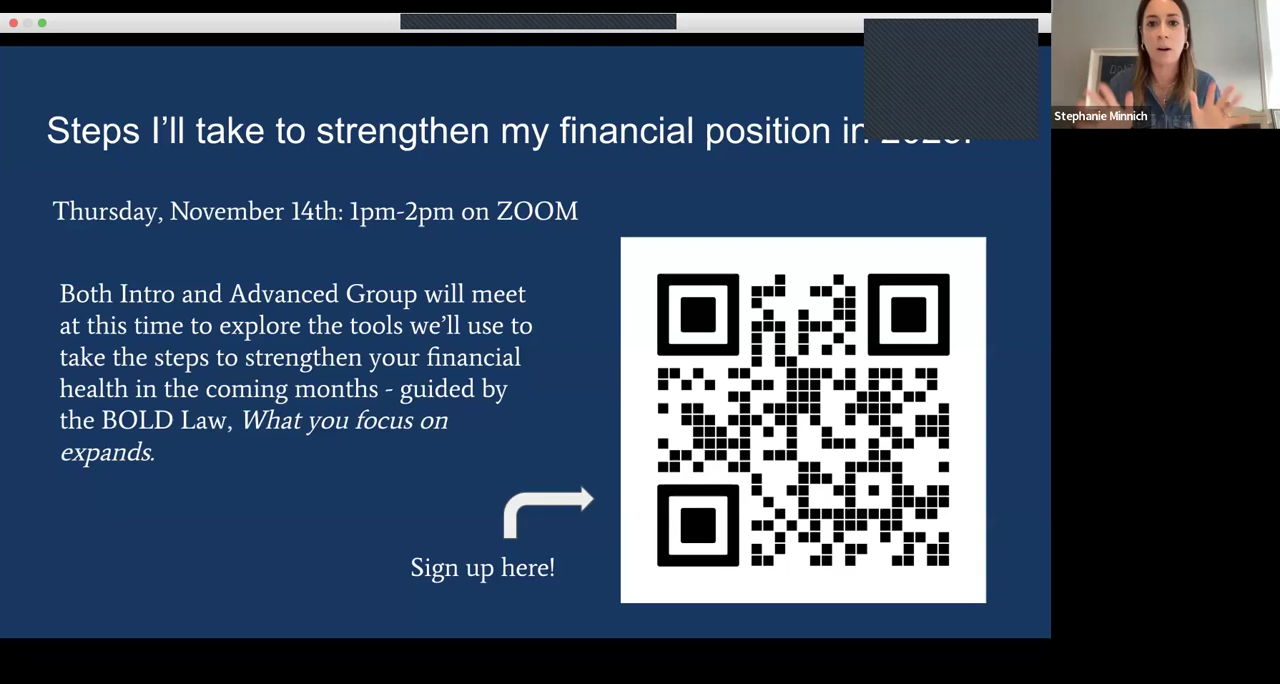 Steps I'll take to strengthen my financial position in
Thursday, November 14th: 1pm-2pm on ZOOM
Both Intro and Advanced Group will meet
at this time to explore the tools we'll use to
take the steps to strengthen your financial
health in the coming months - guided by
the BOLD Law, What you focus on
expands.
Sign up here!
Stephanie Minnich